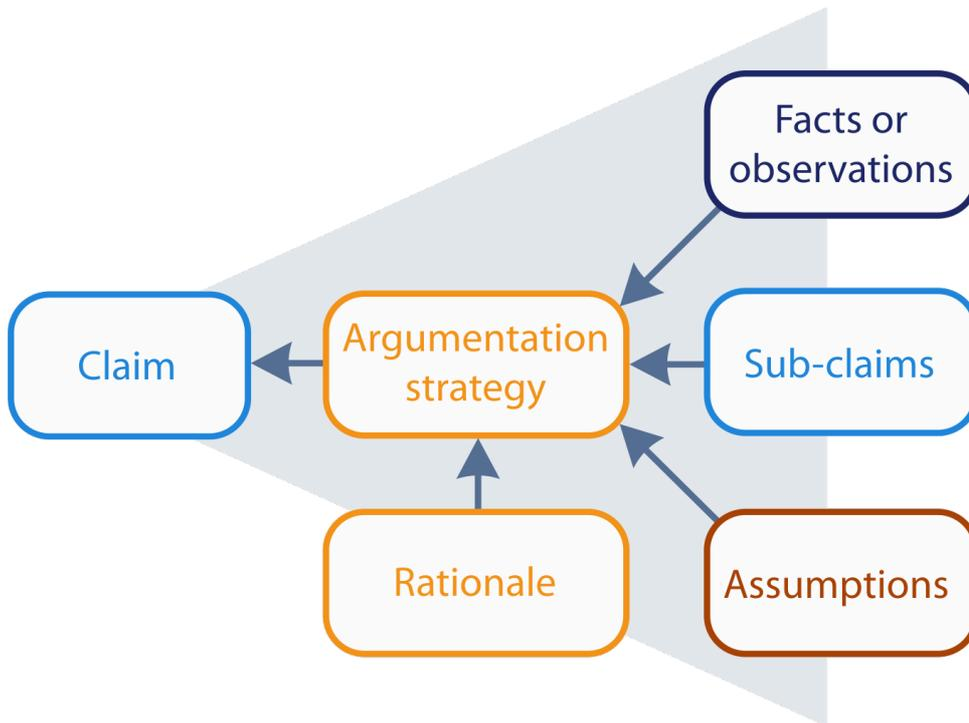 Facts or
observations
Claim
Argumentation
strategy
Sub-claims
Rationale
Assumptions